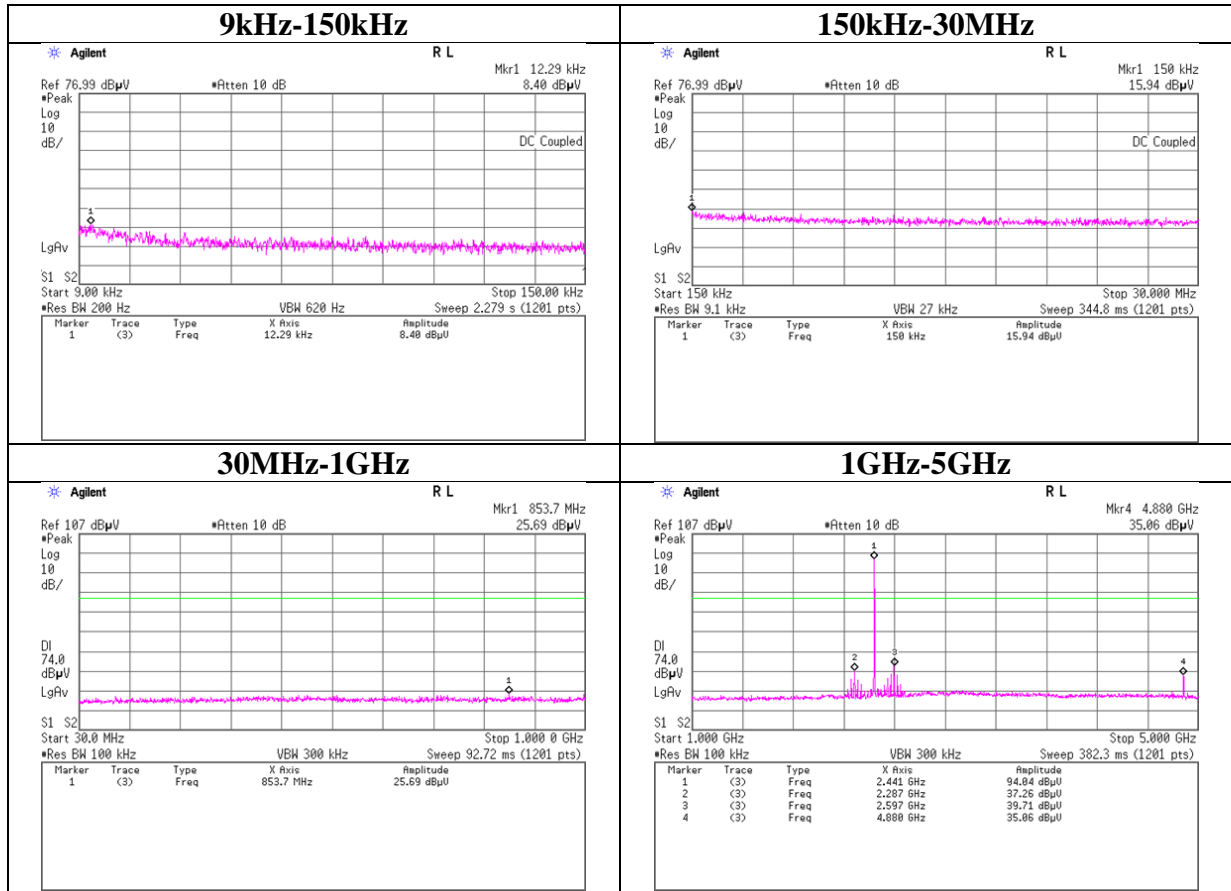 9kHz-150kHz
Agilent R L
Mkr1 12.29 kHz
Ref 76.99 dBµV #Atten 10 dB 8.40 dBµV
#Peak
Log
10
dB/
DC Coupled
1
LgAv
S1 S2
Start 9.00 kHz Stop 150.00 kHz
#Res BW 200 Hz VBW 620 Hz Sweep 2.279 s (1201 pts)
Marker Trace Type X Axis Amplitude
1 (3) Freq 12.29 kHz 8.40 dBµV
150kHz-30MHz
Agilent R L
Mkr1 150 kHz
Ref 76.99 dBµV #Atten 10 dB 15.94 dBµV
#Peak
Log
10
dB/
DC Coupled
1
LgAv
S1 S2
Start 150 kHz Stop 30.000 MHz
#Res BW 9.1 kHz VBW 27 kHz Sweep 344.8 ms (1201 pts)
Marker Trace Type X Axis Amplitude
1 (3) Freq 150 kHz 15.94 dBµV
30MHz-1GHz
Agilent R L
Mkr1 853.7 MHz
Ref 107 dBµV #Atten 10 dB 25.69 dBµV
#Peak
Log
10
dB/
DI
74.0
dBµV
1
LgAv
S1 S2
Start 30.0 MHz Stop 1.000 0 GHz
#Res BW 100 kHz VBW 300 kHz Sweep 92.72 ms (1201 pts)
Marker Trace Type X Axis Amplitude
1 (3) Freq 853.7 MHz 25.69 dBµV
1GHz-5GHz
Agilent R L
Mkr4 4.880 GHz
Ref 107 dBµV #Atten 10 dB 35.06 dBµV
#Peak
1
Log
10
dB/
DI
74.0 2 3 4
dBµV
LgAv
S1 S2
Start 1.000 GHz Stop 5.000 GHz
#Res BW 100 kHz VBW 300 kHz Sweep 382.3 ms (1201 pts)
Marker Trace Type X Axis Amplitude
1 (3) Freq 2.441 GHz 94.04 dBµV
2 (3) Freq 2.287 GHz 37.26 dBµV
3 (3) Freq 2.597 GHz 39.71 dBµV
4 (3) Freq 4.880 GHz 35.06 dBµV